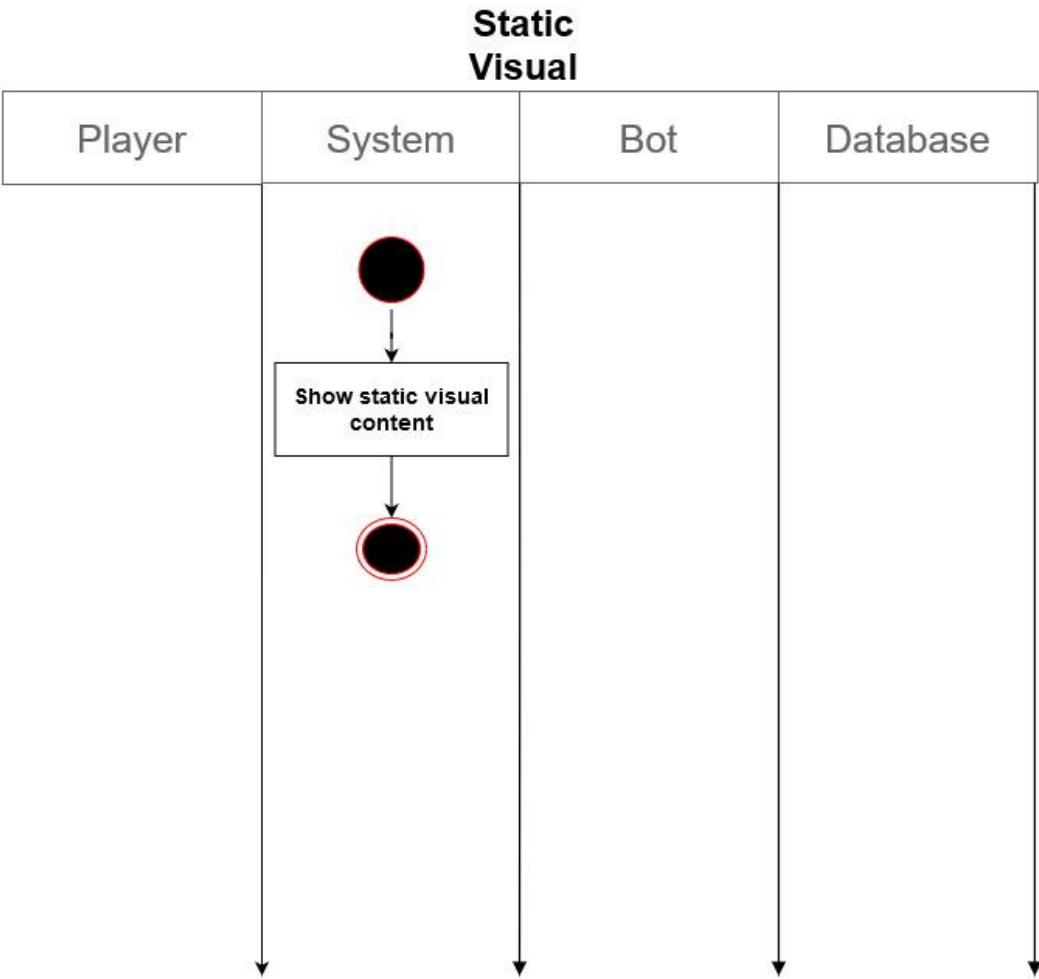 Static
Visual
Player System Bot Database
Show static visual
content